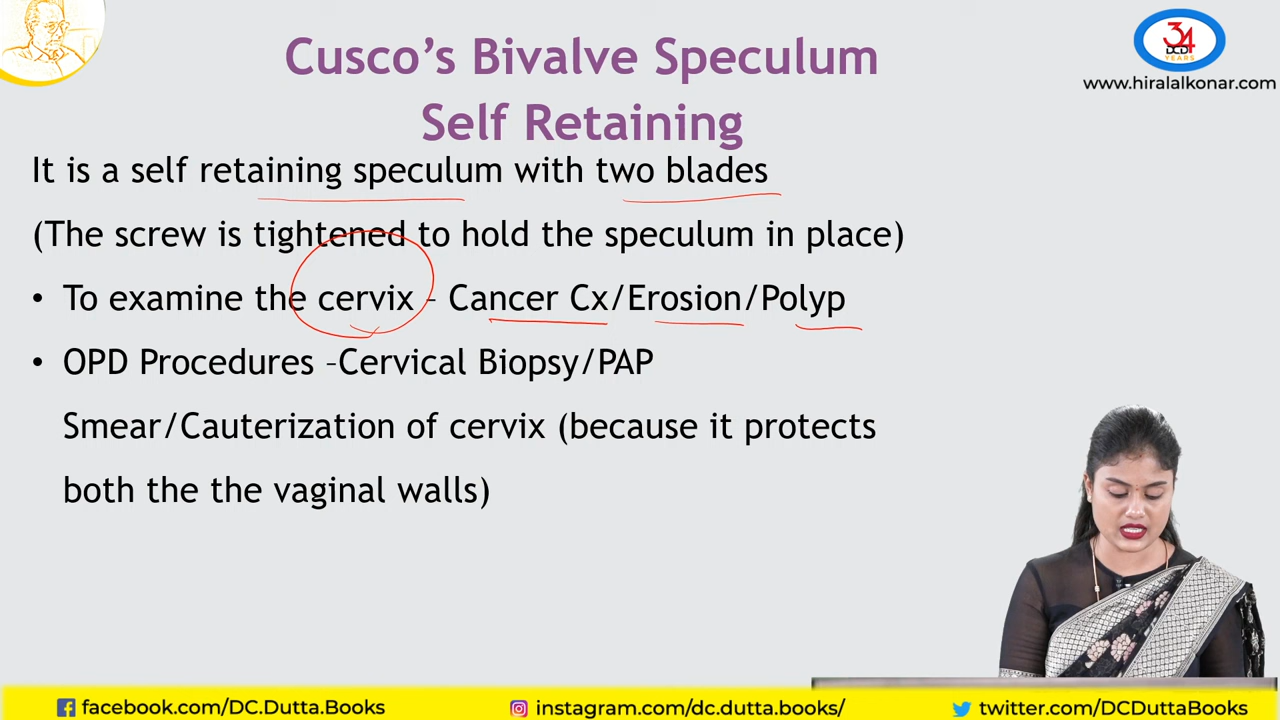 Cusco's Bivalve Speculum
Self Retaining
34
DCD
YEARS
www.hiralalkonar.com
It is a self retaining speculum with two blades
(The screw is tightened to hold the speculum in place)
• To examine the cervix – Cancer Cx/Erosion/Polyp
• OPD Procedures –Cervical Biopsy/PAP
Smear/Cauterization of cervix (because it protects
both the the vaginal walls)
facebook.com/DC.Dutta.Books
instagram.com/dc.dutta.books/
twitter.com/DCDuttaBooks